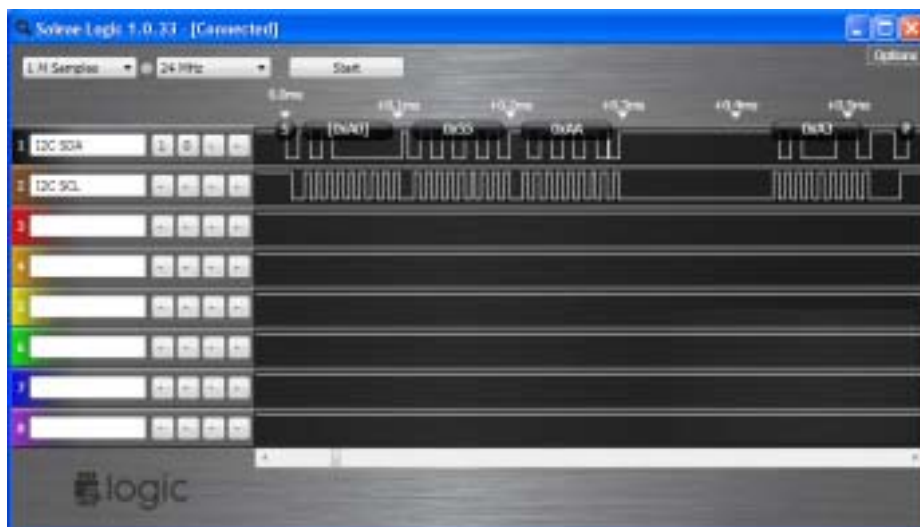 Saleae Logic 1.0.33 - [Connected]
Options
1 M Samples @ 24 MHz Start
0.0ms
+0.1ms +0.2ms +0.3ms +0.4ms +0.5ms
S [0xA0] 0x55 0xAA 0xA3 P
1 I2C SDA 1 0 - -
2 I2C SCL - - - -
3 - - - -
4 - - - -
5 - - - -
6 - - - -
7 - - - -
8 - - - -
logic